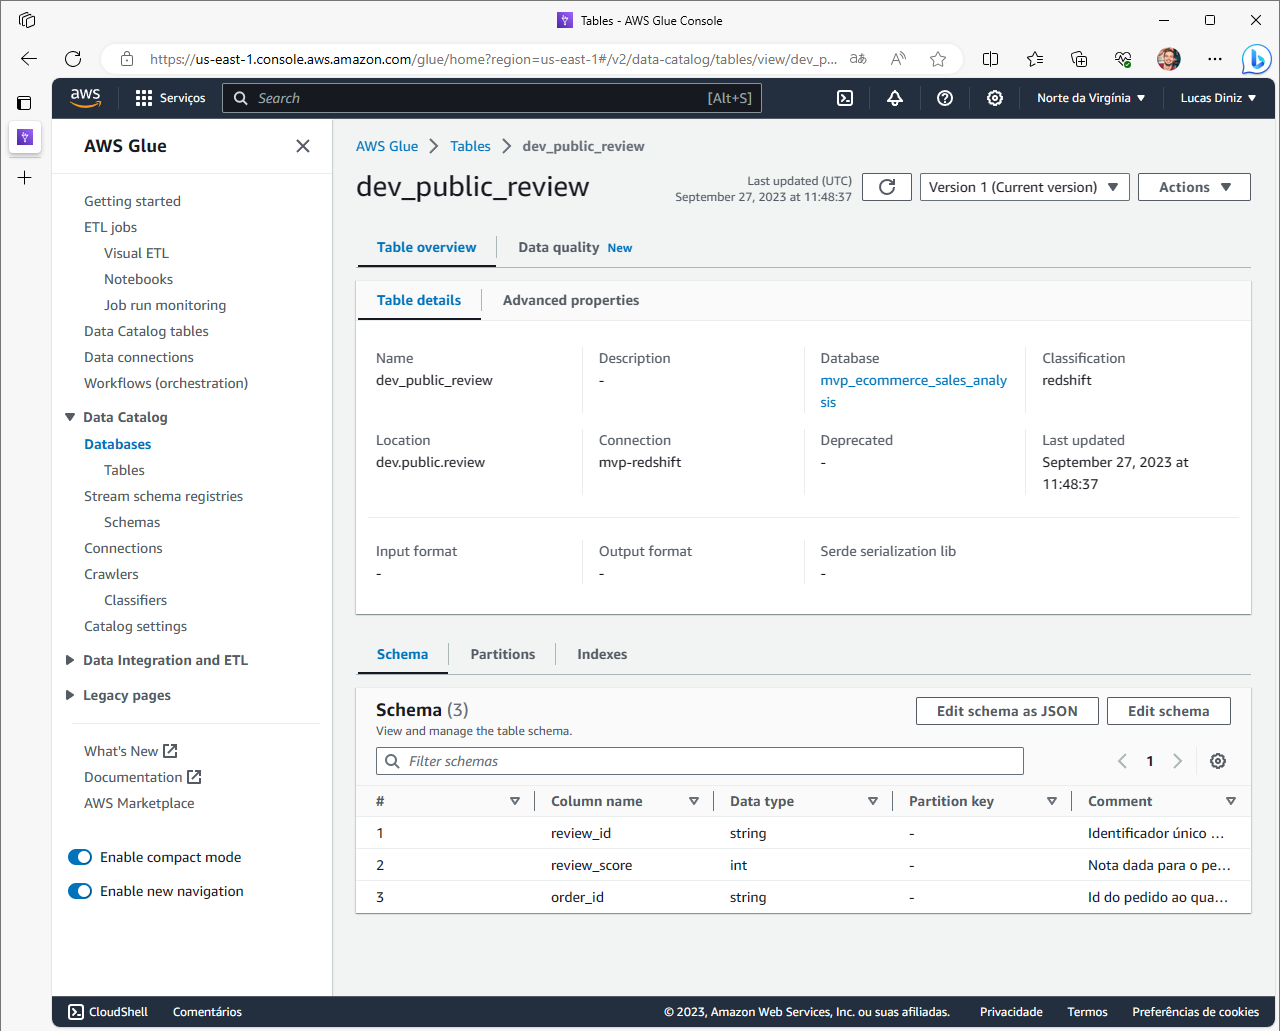 Tables - AWS Glue Console
https://us-east-1.console.aws.amazon.com/glue/home?region=us-east-1#/v2/data-catalog/tables/view/dev_p...
aws
Serviços
Search
[Alt+S]
Norte da Virgínia
Lucas Diniz
AWS Glue
Getting started
ETL jobs
Visual ETL
Notebooks
Job run monitoring
Data Catalog tables
Data connections
Workflows (orchestration)
Data Catalog
Databases
Tables
Stream schema registries
Schemas
Connections
Crawlers
Classifiers
Catalog settings
Data Integration and ETL
Legacy pages
What's New
Documentation
AWS Marketplace
Enable compact mode
Enable new navigation
AWS Glue > Tables > dev_public_review
dev_public_review
Last updated (UTC)
September 27, 2023 at 11:48:37
Version 1 (Current version)
Actions
Table overview
Data quality New
Table details
Advanced properties
Name
dev_public_review
Description
-
Database
mvp_ecommerce_sales_analy
sis
Classification
redshift
Location
dev.public.review
Connection
mvp-redshift
Deprecated
-
Last updated
September 27, 2023 at
11:48:37
Input format
-
Output format
-
Serde serialization lib
-
Schema
Partitions
Indexes
Schema (3)
View and manage the table schema.
Edit schema as JSON
Edit schema
Filter schemas
1
# Column name Data type Partition key Comment
1 review_id string - Identificador único ...
2 review_score int - Nota dada para o pe...
3 order_id string - Id do pedido ao qua...
CloudShell
Comentários
© 2023, Amazon Web Services, Inc. ou suas afiliadas.
Privacidade
Termos
Preferências de cookies